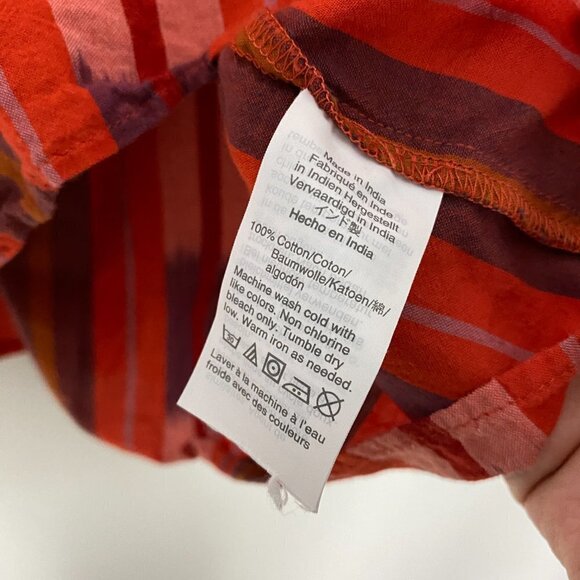 Made in India
Fabriqué en Inde
in Indien Hergestellt
Vervaardigd in India
インド製
Hecho en India
100% Cotton/Coton/
Baumwolle/Katoen/綿/
algodón
Machine wash cold with
like colors. Non chlorine
bleach only. Tumble dry
low. Warm iron as needed.
Laver à la machine à l'eau
froide avec des couleurs